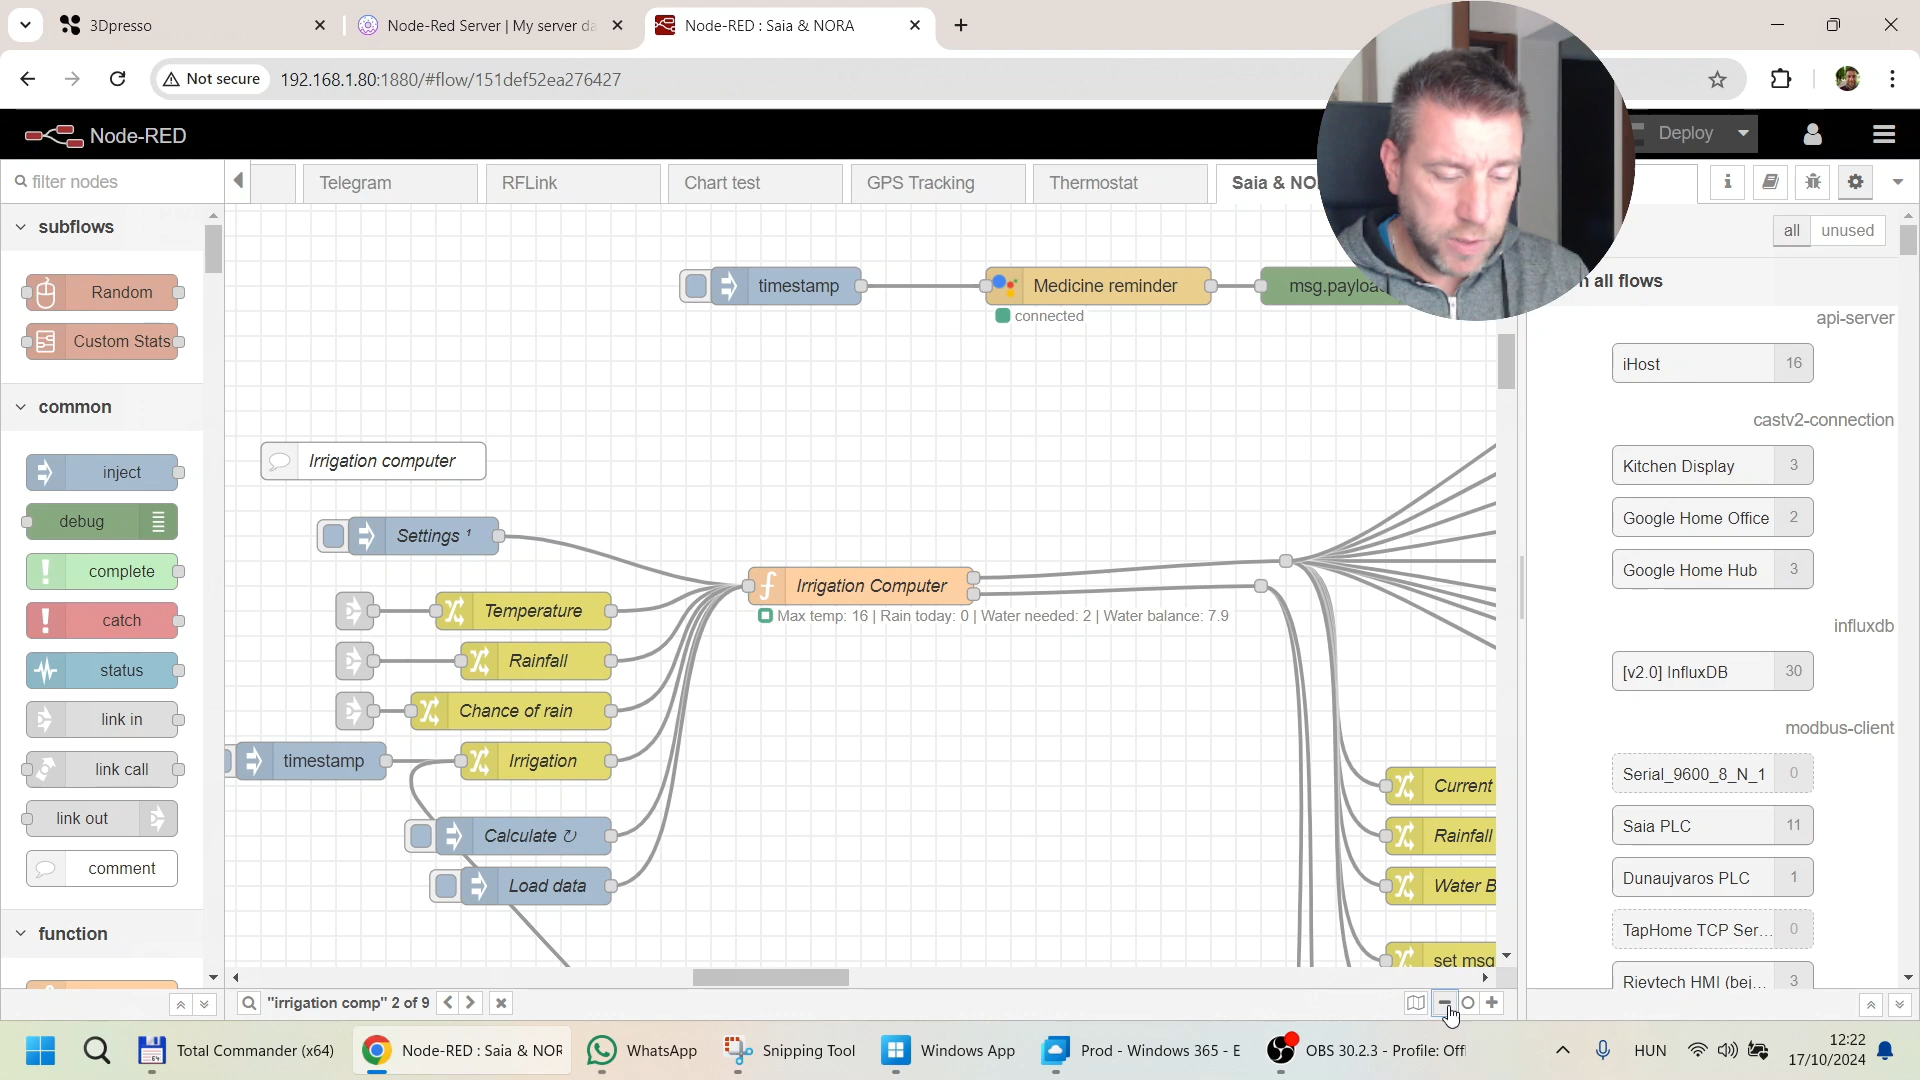 3Dpresso
Node-Red Server | My server da
Node-RED : Saia & NORA
Not secure
192.168.1.80:1880/#flow/151def52ea276427
Node-RED
Deploy
filter nodes
Telegram
RFLink
Chart test
GPS Tracking
Thermostat
Saia & NO
subflows
Random
Custom Stats
common
inject
debug
complete
catch
status
link in
link call
link out
comment
function
timestamp
Medicine reminder
connected
msg.payload
Irrigation computer
Settings ¹
Temperature
Rainfall
Chance of rain
timestamp
Irrigation
Calculate ↻
Load data
Irrigation Computer
Max temp: 16 | Rain today: 0 | Water needed: 2 | Water balance: 7.9
Current
Rainfall
Water B
set msg
all
unused
all flows
api-server
iHost 16
castv2-connection
Kitchen Display 3
Google Home Office 2
Google Home Hub 3
influxdb
[v2.0] InfluxDB 30
modbus-client
Serial_9600_8_N_1 0
Saia PLC 11
Dunaujvaros PLC 1
TapHome TCP Ser... 0
Rievtech HMI (bej... 3
"irrigation comp" 2 of 9
Total Commander (x64)
Node-RED : Saia & NOR
WhatsApp
Snipping Tool
Windows App
Prod - Windows 365 - E
OBS 30.2.3 - Profile: Offi
HUN
12:22
17/10/2024